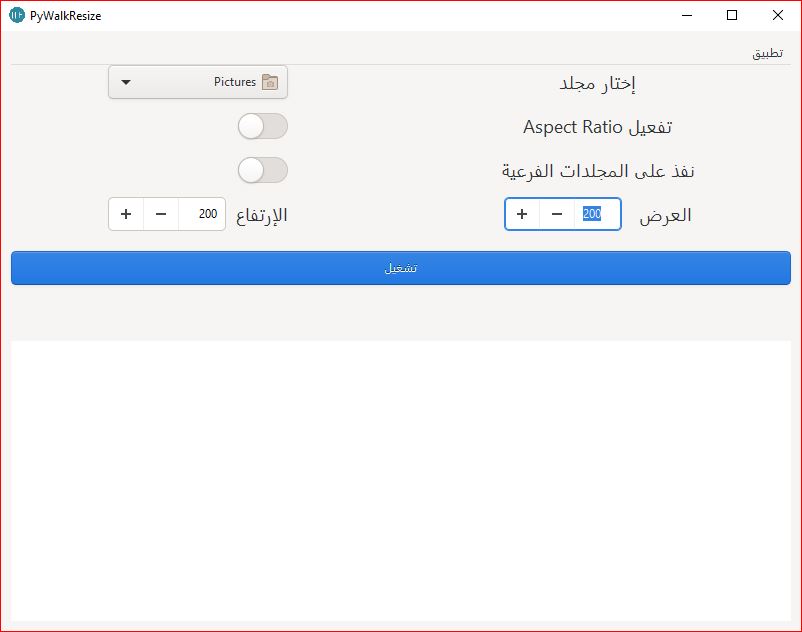 PyWalkResize
تطبيق
إختار مجلد Pictures
تفعيل Aspect Ratio
نفذ على المجلدات الفرعية
العرض 200 − + الإرتفاع 200 − +
تشغيل